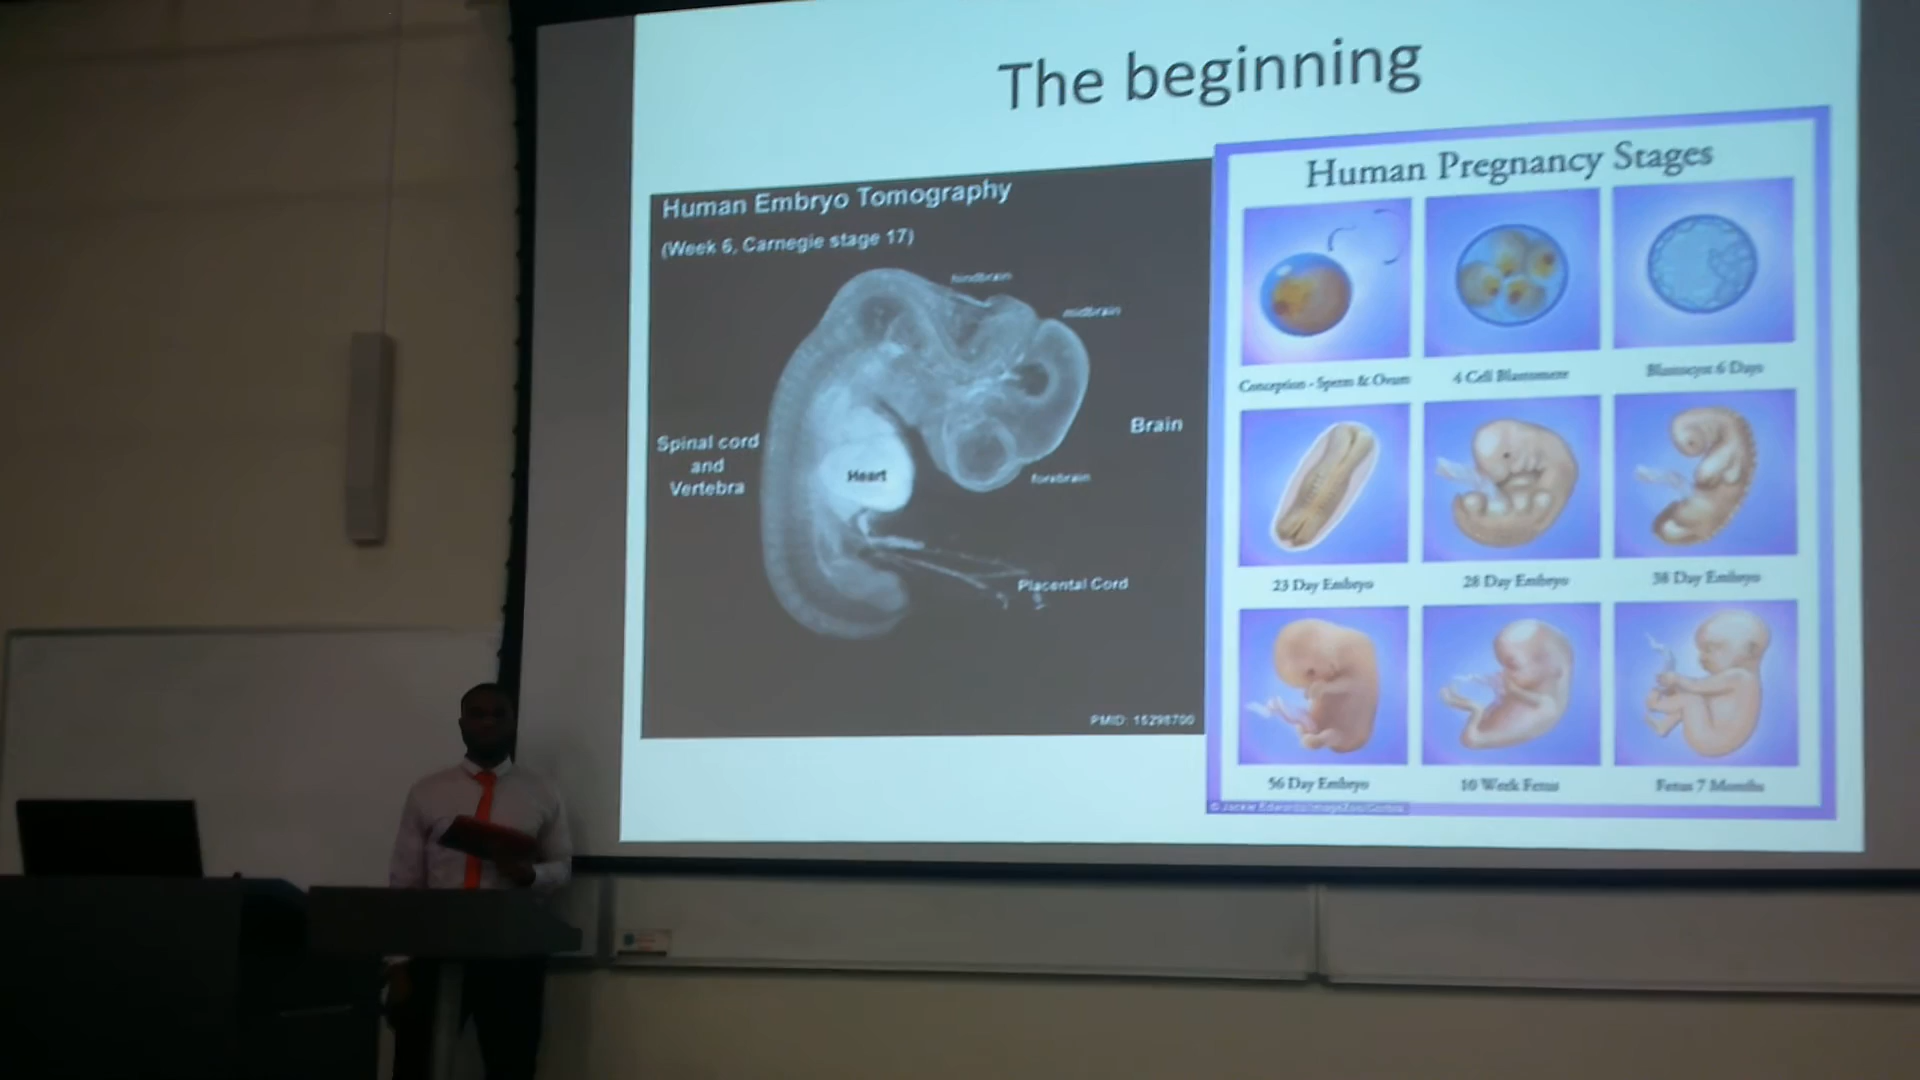 The beginning
Human Embryo Tomography
(Week 6, Carnegie stage 17)
hindbrain
midbrain
Spinal cord
and
Vertebra
Heart
Brain
forebrain
Placental Cord
PMID: 15298700
Human Pregnancy Stages
Conception - Sperm & Ovum
4 Cell Blastomere
Blastocyst 6 Days
23 Day Embryo
28 Day Embryo
38 Day Embryo
56 Day Embryo
10 Week Fetus
Fetus 7 Months